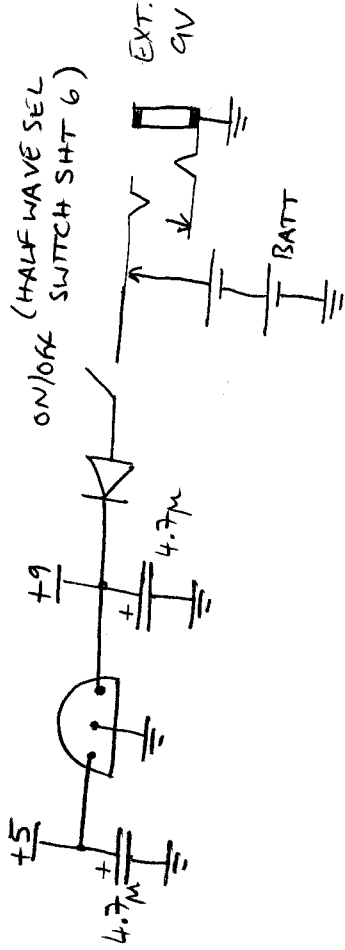 +5
4.7µ
+9
4.7µ
ON/OFF (HALF WAVE SEL
SWITCH SHT 6)
BATT
EXT.
9V